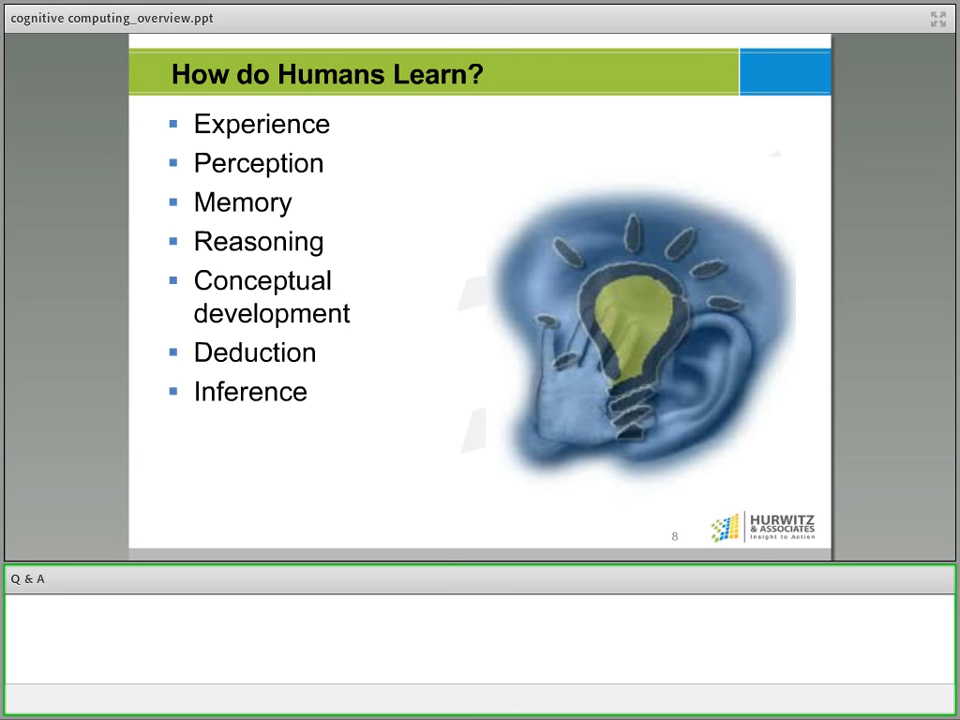 cognitive computing_overview.ppt
How do Humans Learn?
Experience
Perception
Memory
Reasoning
Conceptual
development
Deduction
Inference
8
HURWITZ
& ASSOCIATES
Insight to Action
Q & A